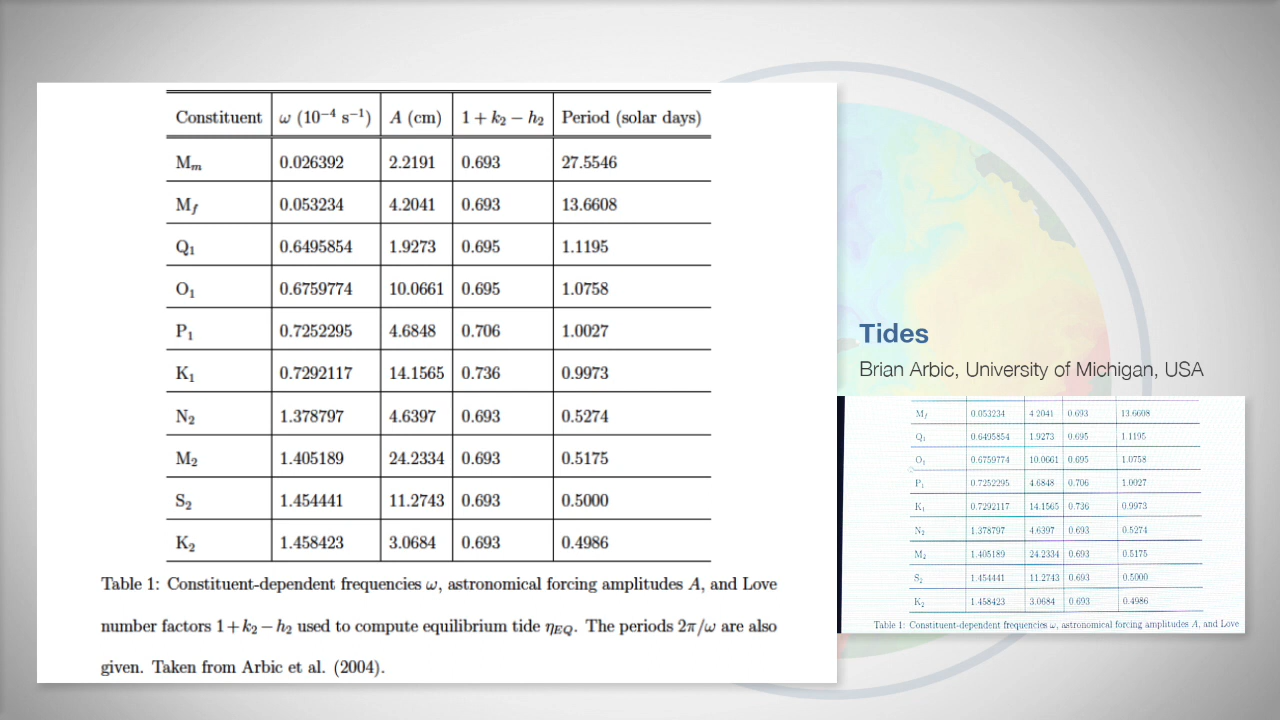 Constituent ω (10⁻⁴ s⁻¹) A (cm) 1 + k₂ − h₂ Period (solar days)
Mₘ 0.026392 2.2191 0.693 27.5546
M_f 0.053234 4.2041 0.693 13.6608
Q₁ 0.6495854 1.9273 0.695 1.1195
O₁ 0.6759774 10.0661 0.695 1.0758
P₁ 0.7252295 4.6848 0.706 1.0027
K₁ 0.7292117 14.1565 0.736 0.9973
N₂ 1.378797 4.6397 0.693 0.5274
M₂ 1.405189 24.2334 0.693 0.5175
S₂ 1.454441 11.2743 0.693 0.5000
K₂ 1.458423 3.0684 0.693 0.4986
Table 1: Constituent-dependent frequencies ω, astronomical forcing amplitudes A, and Love
number factors 1 + k₂ − h₂ used to compute equilibrium tide η_EQ. The periods 2π/ω are also
given. Taken from Arbic et al. (2004).
Tides
Brian Arbic, University of Michigan, USA
M_f 0.053234 4.2041 0.693 13.6608
Q₁ 0.6495854 1.9273 0.695 1.1195
O₁ 0.6759774 10.0661 0.695 1.0758
P₁ 0.7252295 4.6848 0.706 1.0027
K₁ 0.7292117 14.1565 0.736 0.9973
N₂ 1.378797 4.6397 0.693 0.5274
M₂ 1.405189 24.2334 0.693 0.5175
S₂ 1.454441 11.2743 0.693 0.5000
K₂ 1.458423 3.0684 0.693 0.4986
Table 1: Constituent-dependent frequencies ω, astronomical forcing amplitudes A, and Love